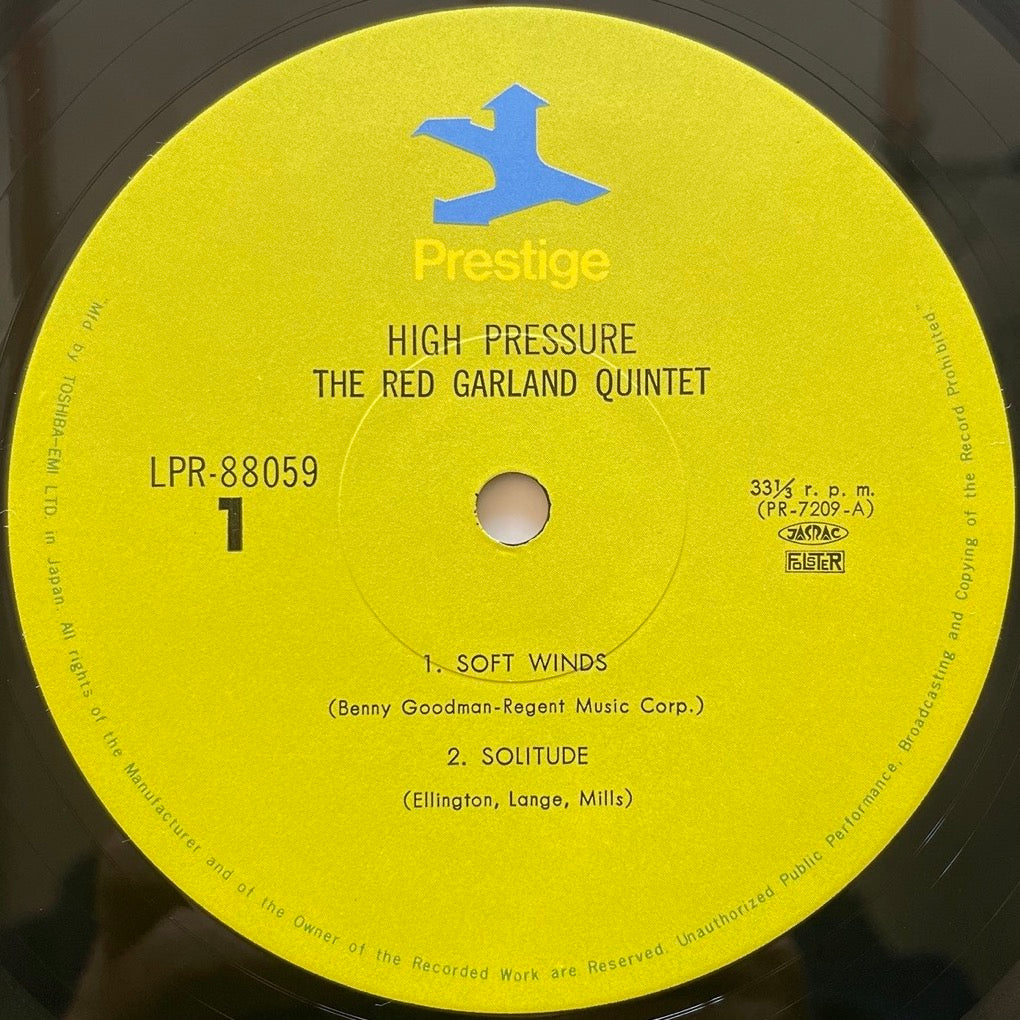 Prestige
HIGH PRESSURE
THE RED GARLAND QUINTET
LPR-88059
1
33⅓ r. p. m.
(PR-7209-A)
JASRAC
FOLSTER
1. SOFT WINDS
(Benny Goodman-Regent Music Corp.)
2. SOLITUDE
(Ellington, Lange, Mills)
"Mfd by TOSHIBA-EMI LTD. in Japan. All rights of the Manufacturer and of the Owner of the Recorded Work are Reserved. Unauthorized Public Performance, Broadcasting and Copying of the Record Prohibited."